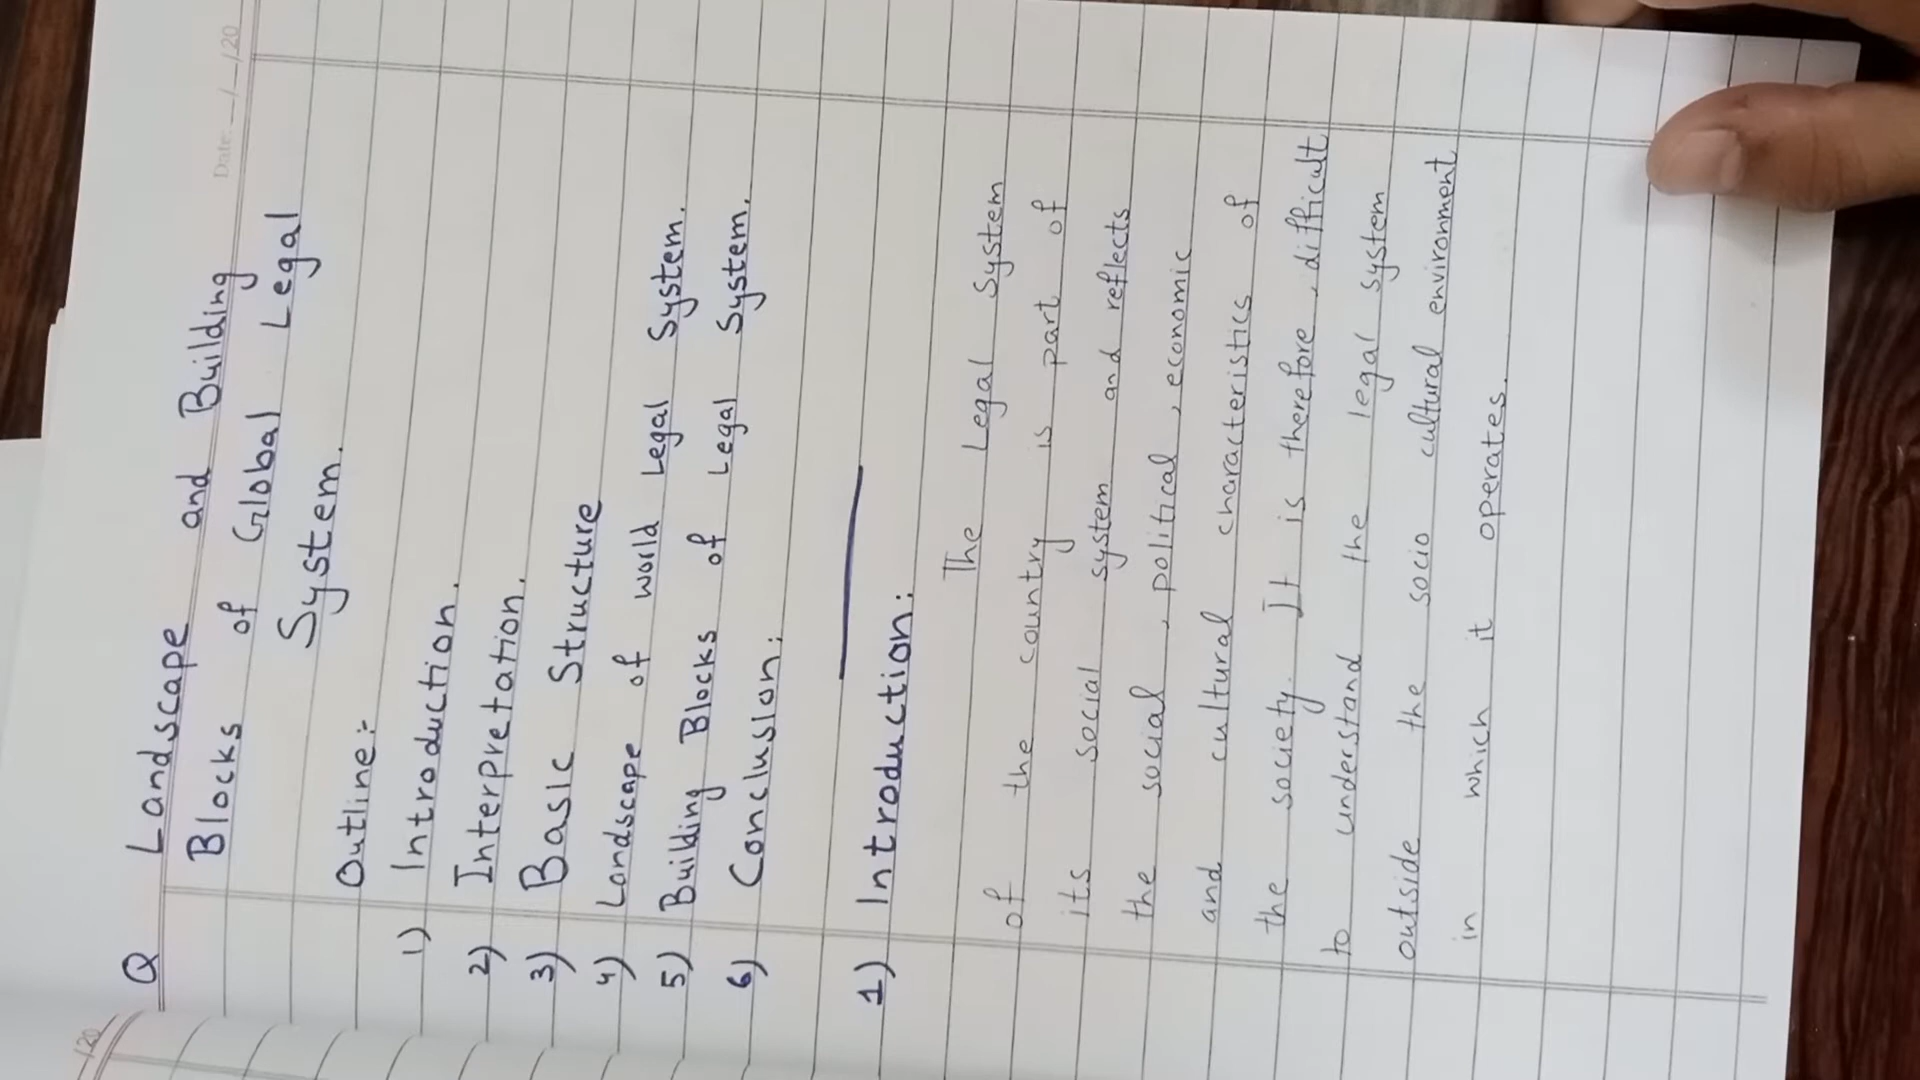 Date: __/__/20
Q Landscape and Building
Blocks of Global Legal
System.
Outline:-
1) Introduction.
2) Interpretation.
3) Basic Structure
4) Landscape of world Legal System.
5) Building Blocks of Legal System.
6) Conclusion:
1) Introduction:
The Legal System
of the country is part of
its social system and reflects
the social, political, economic
and cultural characteristics of
the society. It is therefore, difficult
to understand the legal system
outside the socio cultural environment
in which it operates.
/20